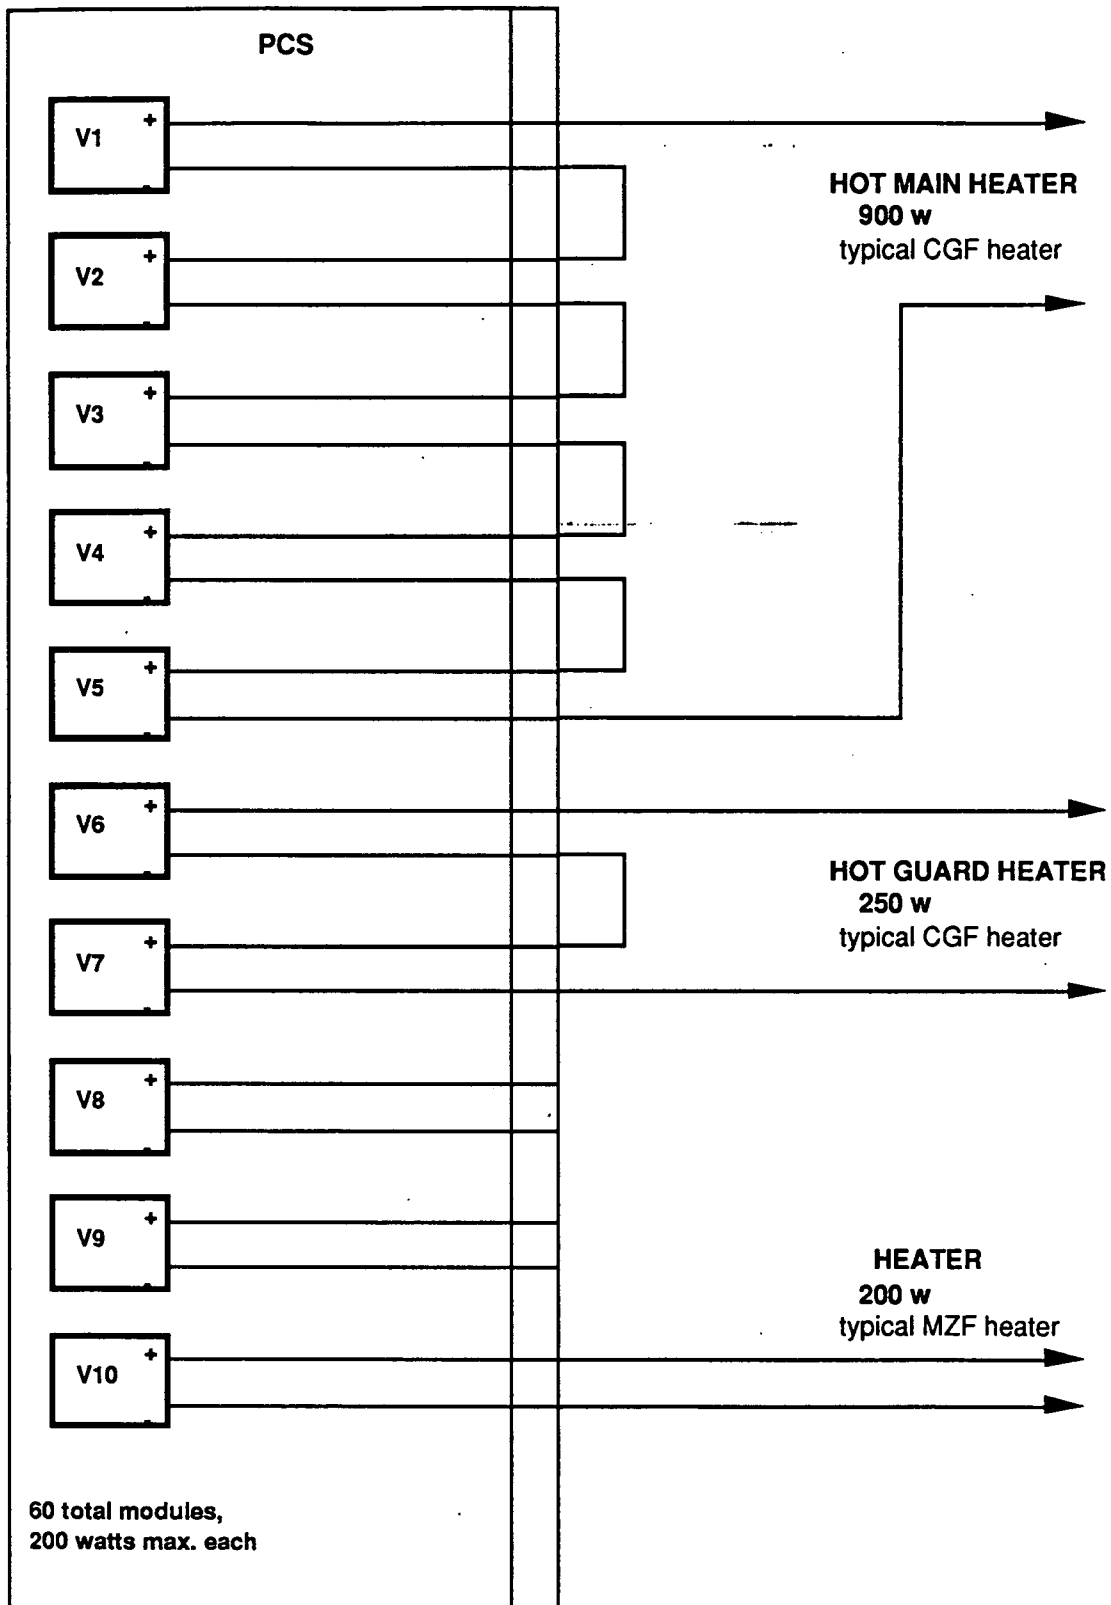 PCS
V1
+
-
HOT MAIN HEATER
900 w
typical CGF heater
V2
+
-
V3
+
-
V4
+
-
V5
+
-
V6
+
-
HOT GUARD HEATER
250 w
typical CGF heater
V7
+
-
V8
+
-
V9
+
-
HEATER
200 w
typical MZF heater
V10
+
-
60 total modules,
200 watts max. each